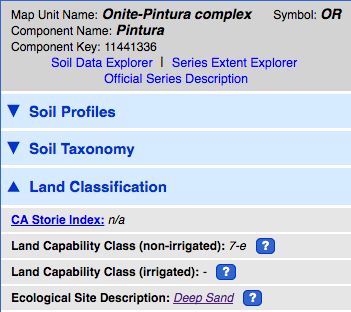 Map Unit Name: Onite-Pintura complex Symbol: OR
Component Name: Pintura
Component Key: 11441336
Soil Data Explorer | Series Extent Explorer
Official Series Description
▼ Soil Profiles
▼ Soil Taxonomy
▲ Land Classification
CA Storie Index: n/a
Land Capability Class (non-irrigated): 7-e ?
Land Capability Class (irrigated): - ?
Ecological Site Description: Deep Sand ?